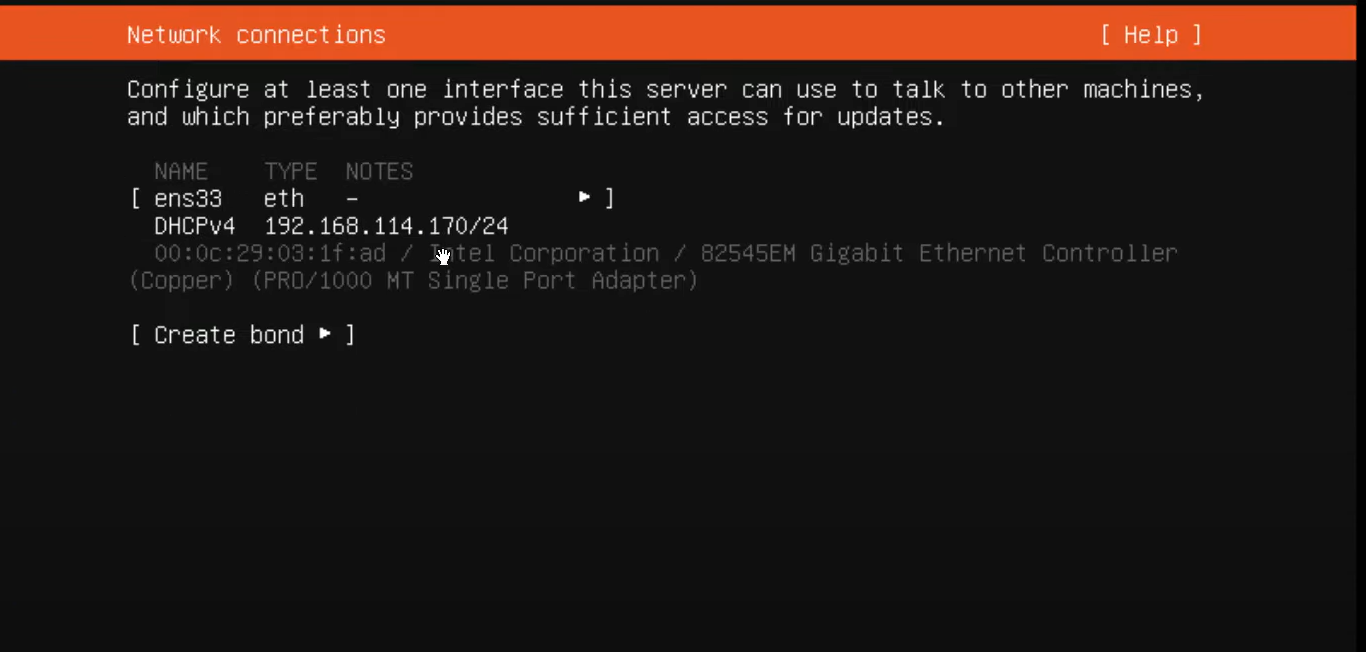 Network connections [ Help ]
Configure at least one interface this server can use to talk to other machines,
and which preferably provides sufficient access for updates.
NAME TYPE NOTES
[ ens33 eth – ▸ ]
DHCPv4 192.168.114.170/24
00:0c:29:03:1f:ad / Intel Corporation / 82545EM Gigabit Ethernet Controller
(Copper) (PRO/1000 MT Single Port Adapter)
[ Create bond ▸ ]